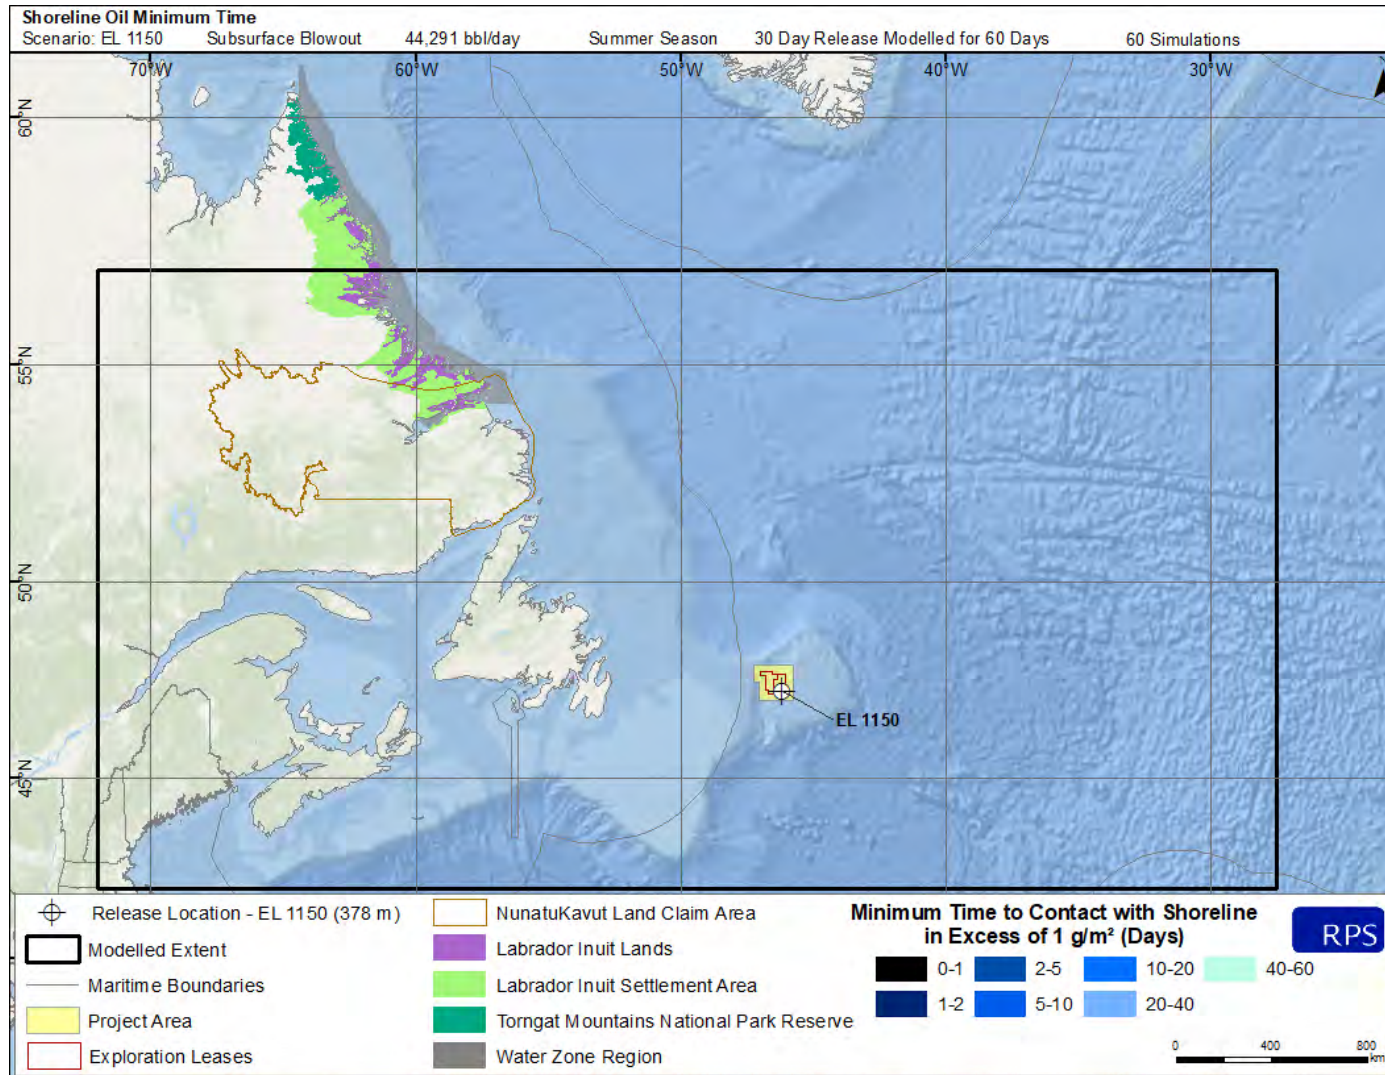 Shoreline Oil Minimum Time
Scenario: EL 1150 Subsurface Blowout 44,291 bbl/day Summer Season 30 Day Release Modelled for 60 Days 60 Simulations
70°W 60°W 50°W 40°W 30°W
60°N
55°N
50°N
45°N
EL 1150
Release Location - EL 1150 (378 m)
Modelled Extent
Maritime Boundaries
Project Area
Exploration Leases
NunatuKavut Land Claim Area
Labrador Inuit Lands
Labrador Inuit Settlement Area
Torngat Mountains National Park Reserve
Water Zone Region
Minimum Time to Contact with Shoreline
in Excess of 1 g/m² (Days)
0-1 2-5 10-20 40-60
1-2 5-10 20-40
RPS
0 400 800
km